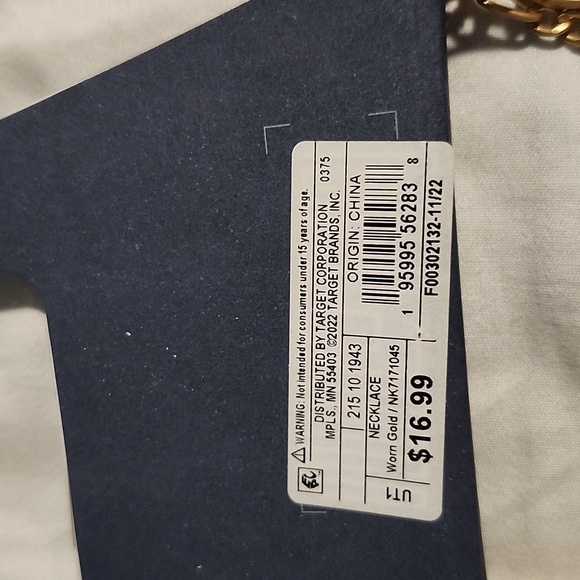 ⚠ WARNING: Not intended for consumers under 15 years of age.
DISTRIBUTED BY TARGET CORPORATION 0375
MPLS, MN 55403 ©2022 TARGET BRANDS, INC.
215 10 1943
ORIGIN: CHINA
NECKLACE
Worn Gold / NK7171045
$16.99
1 95995 56283 8
F00302132-11/22
UT